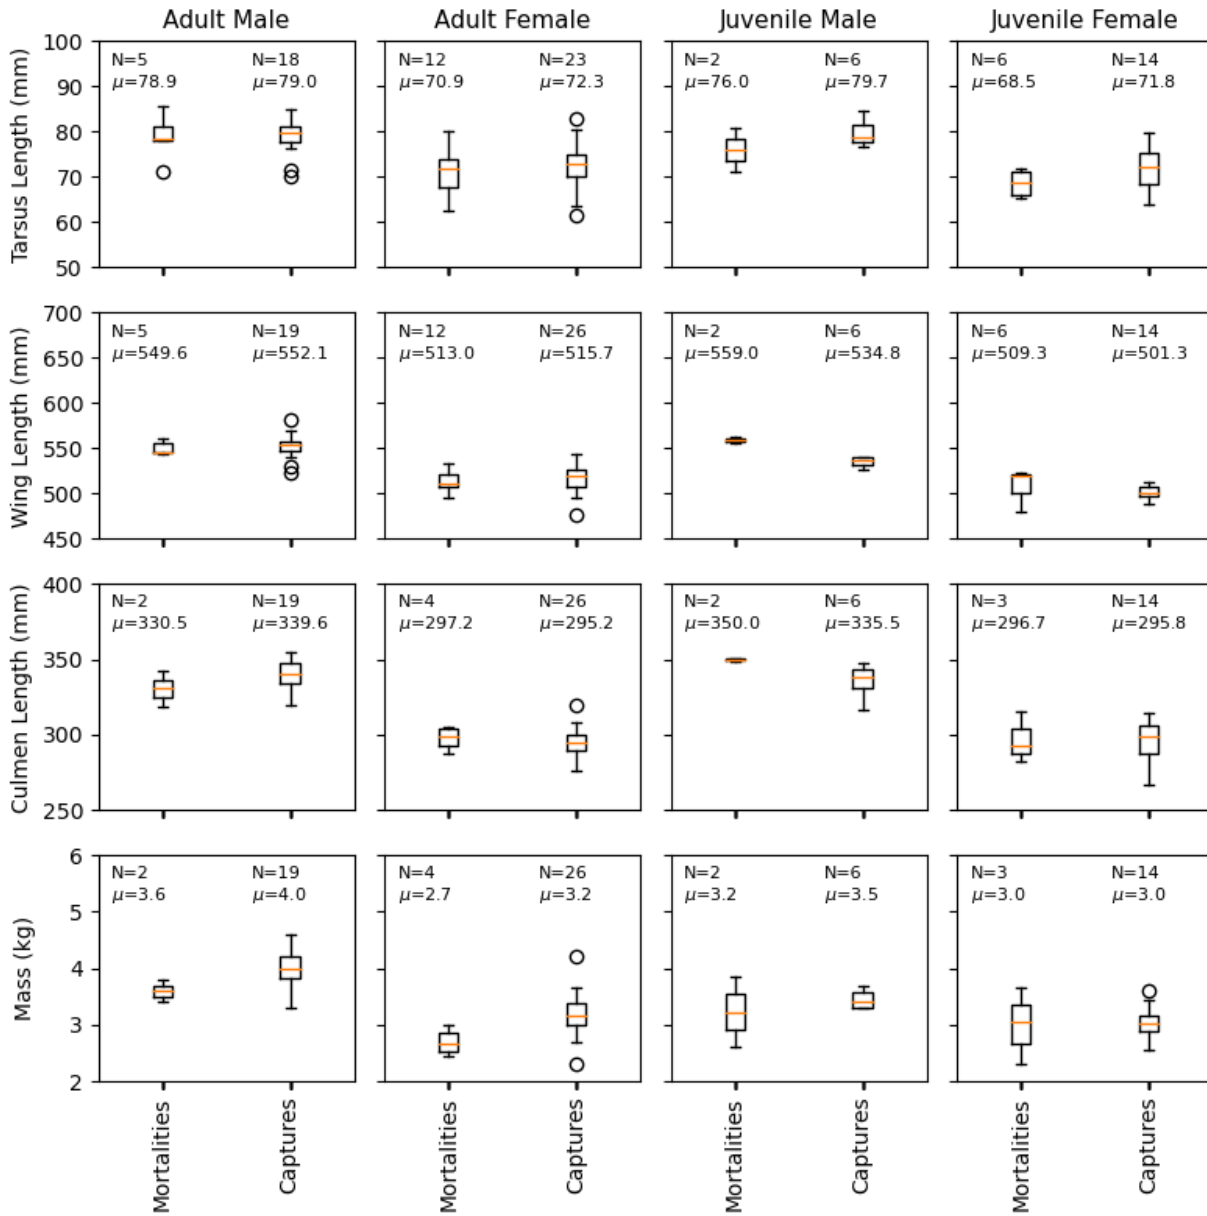 Adult Male
Adult Female
Juvenile Male
Juvenile Female
Tarsus Length (mm)
100
90
80
70
60
50
N=5
μ=78.9
N=18
μ=79.0
N=12
μ=70.9
N=23
μ=72.3
N=2
μ=76.0
N=6
μ=79.7
N=6
μ=68.5
N=14
μ=71.8
Wing Length (mm)
700
650
600
550
500
450
N=5
μ=549.6
N=19
μ=552.1
N=12
μ=513.0
N=26
μ=515.7
N=2
μ=559.0
N=6
μ=534.8
N=6
μ=509.3
N=14
μ=501.3
Culmen Length (mm)
400
350
300
250
N=2
μ=330.5
N=19
μ=339.6
N=4
μ=297.2
N=26
μ=295.2
N=2
μ=350.0
N=6
μ=335.5
N=3
μ=296.7
N=14
μ=295.8
Mass (kg)
6
5
4
3
2
N=2
μ=3.6
N=19
μ=4.0
N=4
μ=2.7
N=26
μ=3.2
N=2
μ=3.2
N=6
μ=3.5
N=3
μ=3.0
N=14
μ=3.0
Mortalities
Captures
Mortalities
Captures
Mortalities
Captures
Mortalities
Captures